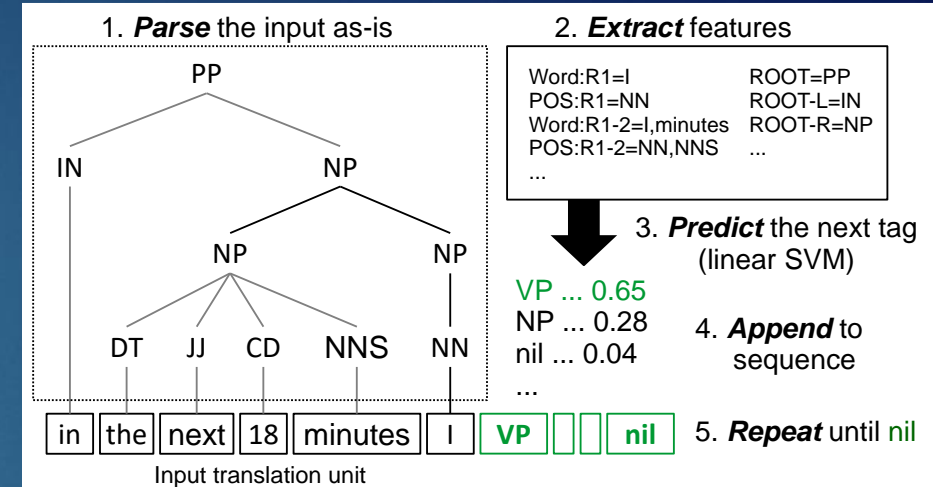 1. Parse the input as-is
PP
IN NP
NP NP
DT JJ CD NNS NN
in the next 18 minutes I VP nil
Input translation unit
2. Extract features
Word:R1=I ROOT=PP
POS:R1=NN ROOT-L=IN
Word:R1-2=I,minutes ROOT-R=NP
POS:R1-2=NN,NNS ...
...
3. Predict the next tag
(linear SVM)
VP ... 0.65
NP ... 0.28
nil ... 0.04
...
4. Append to
sequence
5. Repeat until nil